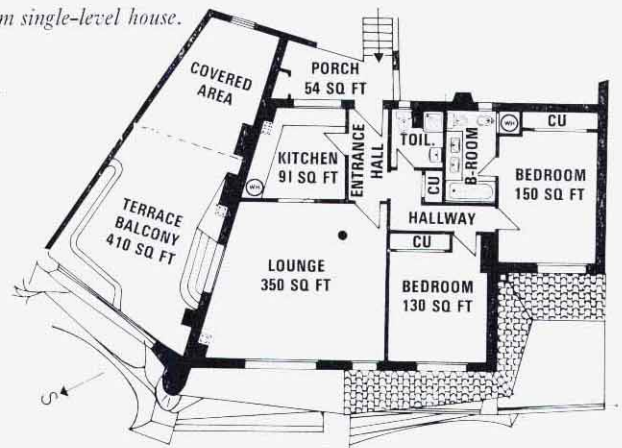 m single-level house.
COVERED
AREA
PORCH
54 SQ FT
KITCHEN
91 SQ FT
WH
ENTRANCE
HALL
TOIL.
CU
B-ROOM
WH
CU
BEDROOM
150 SQ FT
HALLWAY
TERRACE
BALCONY
410 SQ FT
LOUNGE
350 SQ FT
CU
BEDROOM
130 SQ FT
S